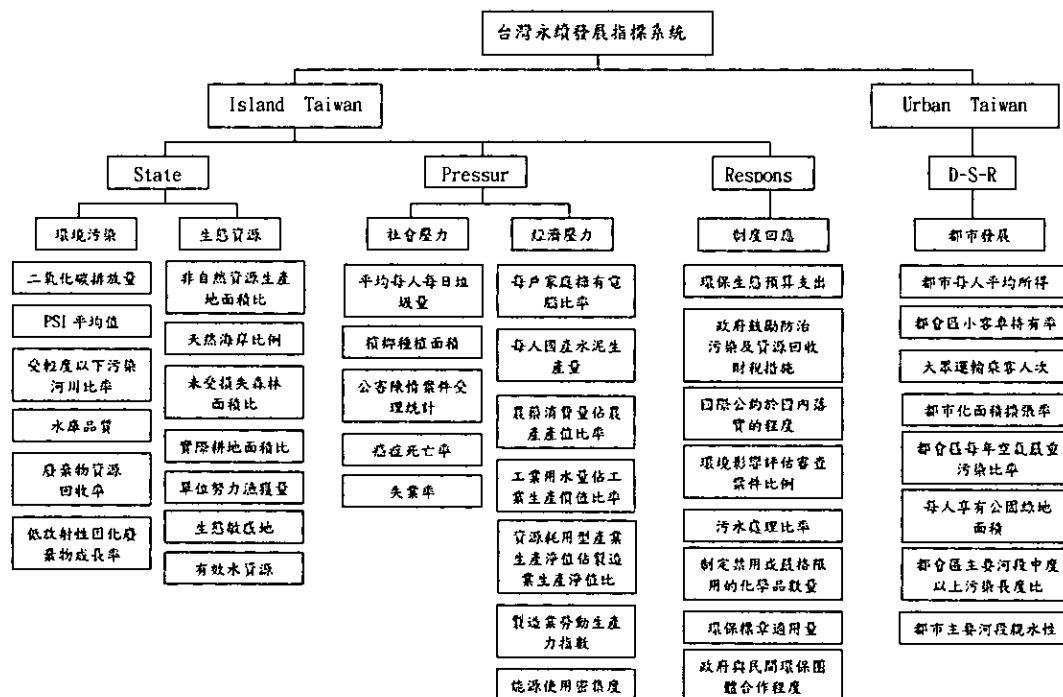 台灣永續發展指標系統
Island Taiwan
Urban Taiwan
State
Pressur
Respons
D-S-R
環境污染
生態資源
社會壓力
經濟壓力
制度回應
都市發展
二氧化碳排放量
PSI 平均值
受輕度以下污染
河川比率
水庫品質
廢棄物資源
回收率
低放射性固化廢
棄物成長率
非自然資源生產
地面積比
天然海岸比例
未受損失森林
面積比
實際耕地面積比
單位努力漁獲量
生態敏感地
有效水資源
平均每人每日垃
圾量
檳榔種植面積
公害陳情案件受
理統計
癌症死亡率
失業率
每戶家庭擁有電
腦比率
每人國產水泥生
產量
農藥消費量佔農
產產值比率
工業用水量佔工
業生產價值比率
資源耗用型產業
生產淨值佔製造
業生產淨值比
製造業勞動生產
力指數
能源使用密集度
環保生態預算支出
政府鼓勵防治
污染及資源回收
財稅措施
國際公約於國內落
實的程度
環境影響評估審查
案件比例
污水處理比率
制定禁用或嚴格限
用的化學品數量
環保標章適用量
政府與民間環保團
體合作程度
都市每人平均所得
都會區小客車持有率
大眾運輸乘客人次
都市化面積擴張率
都會區每年空氣嚴重
污染比率
每人享有公園綠地
面積
都會區主要河段中度
以上污染長度比
都市主要河段親水性